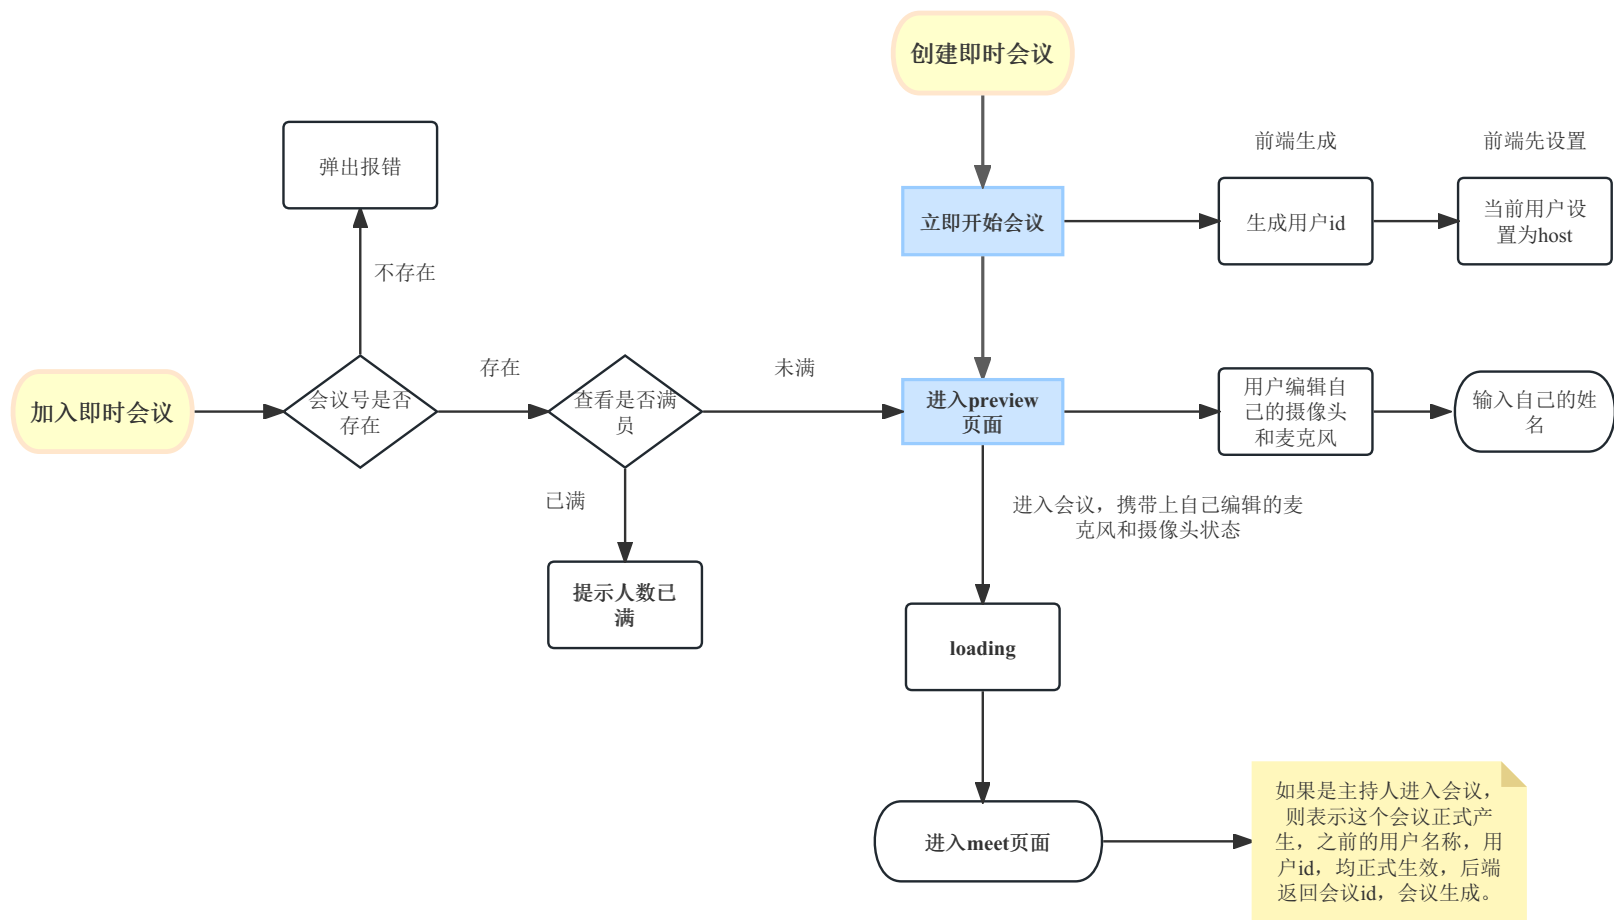 创建即时会议
前端生成
前端先设置
弹出报错
立即开始会议
生成用户id
当前用户设
置为host
不存在
加入即时会议
会议号是否
存在
存在
查看是否满
员
未满
进入preview
页面
用户编辑自
己的摄像头
和麦克风
输入自己的姓
名
已满
进入会议，携带上自己编辑的麦
克风和摄像头状态
提示人数已
满
loading
进入meet页面
如果是主持人进入会议，
则表示这个会议正式产
生，之前的用户名称，用
户id，均正式生效，后端
返回会议id，会议生成。